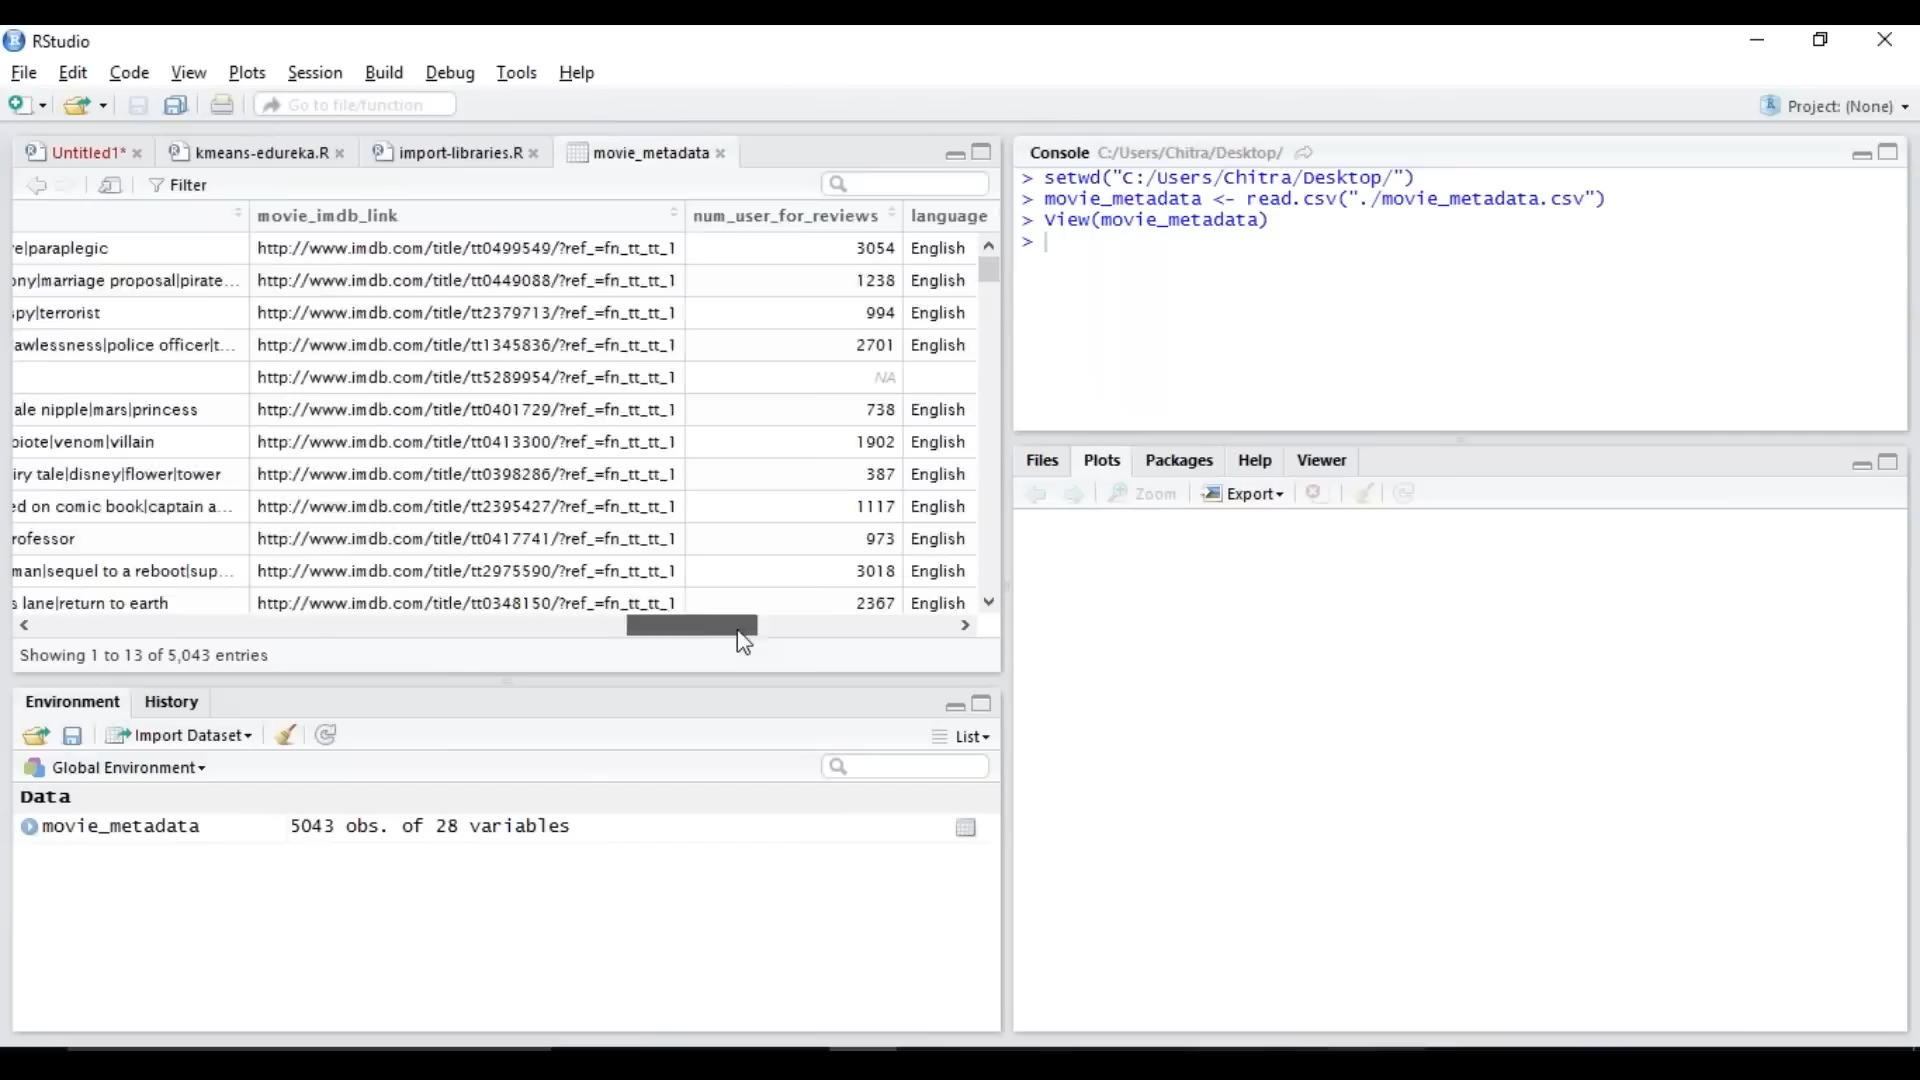 RStudio
File Edit Code View Plots Session Build Debug Tools Help
Go to file/function
Project: (None)
Untitled1* kmeans-edureka.R import-libraries.R movie_metadata
Filter
movie_imdb_link num_user_for_reviews language
e|paraplegic http://www.imdb.com/title/tt0499549/?ref_=fn_tt_tt_1 3054 English
ony|marriage proposal|pirate... http://www.imdb.com/title/tt0449088/?ref_=fn_tt_tt_1 1238 English
spy|terrorist http://www.imdb.com/title/tt2379713/?ref_=fn_tt_tt_1 994 English
awlessness|police officer|t... http://www.imdb.com/title/tt1345836/?ref_=fn_tt_tt_1 2701 English
http://www.imdb.com/title/tt5289954/?ref_=fn_tt_tt_1 NA
ale nipple|mars|princess http://www.imdb.com/title/tt0401729/?ref_=fn_tt_tt_1 738 English
biote|venom|villain http://www.imdb.com/title/tt0413300/?ref_=fn_tt_tt_1 1902 English
iry tale|disney|flower|tower http://www.imdb.com/title/tt0398286/?ref_=fn_tt_tt_1 387 English
ed on comic book|captain a... http://www.imdb.com/title/tt2395427/?ref_=fn_tt_tt_1 1117 English
rofessor http://www.imdb.com/title/tt0417741/?ref_=fn_tt_tt_1 973 English
man|sequel to a reboot|sup... http://www.imdb.com/title/tt2975590/?ref_=fn_tt_tt_1 3018 English
s lane|return to earth http://www.imdb.com/title/tt0348150/?ref_=fn_tt_tt_1 2367 English
Showing 1 to 13 of 5,043 entries
Environment History
Import Dataset
List
Global Environment
Data
movie_metadata 5043 obs. of 28 variables
Console C:/Users/Chitra/Desktop/
> setwd("C:/Users/Chitra/Desktop/")
> movie_metadata <- read.csv("./movie_metadata.csv")
> View(movie_metadata)
>
Files Plots Packages Help Viewer
Zoom Export